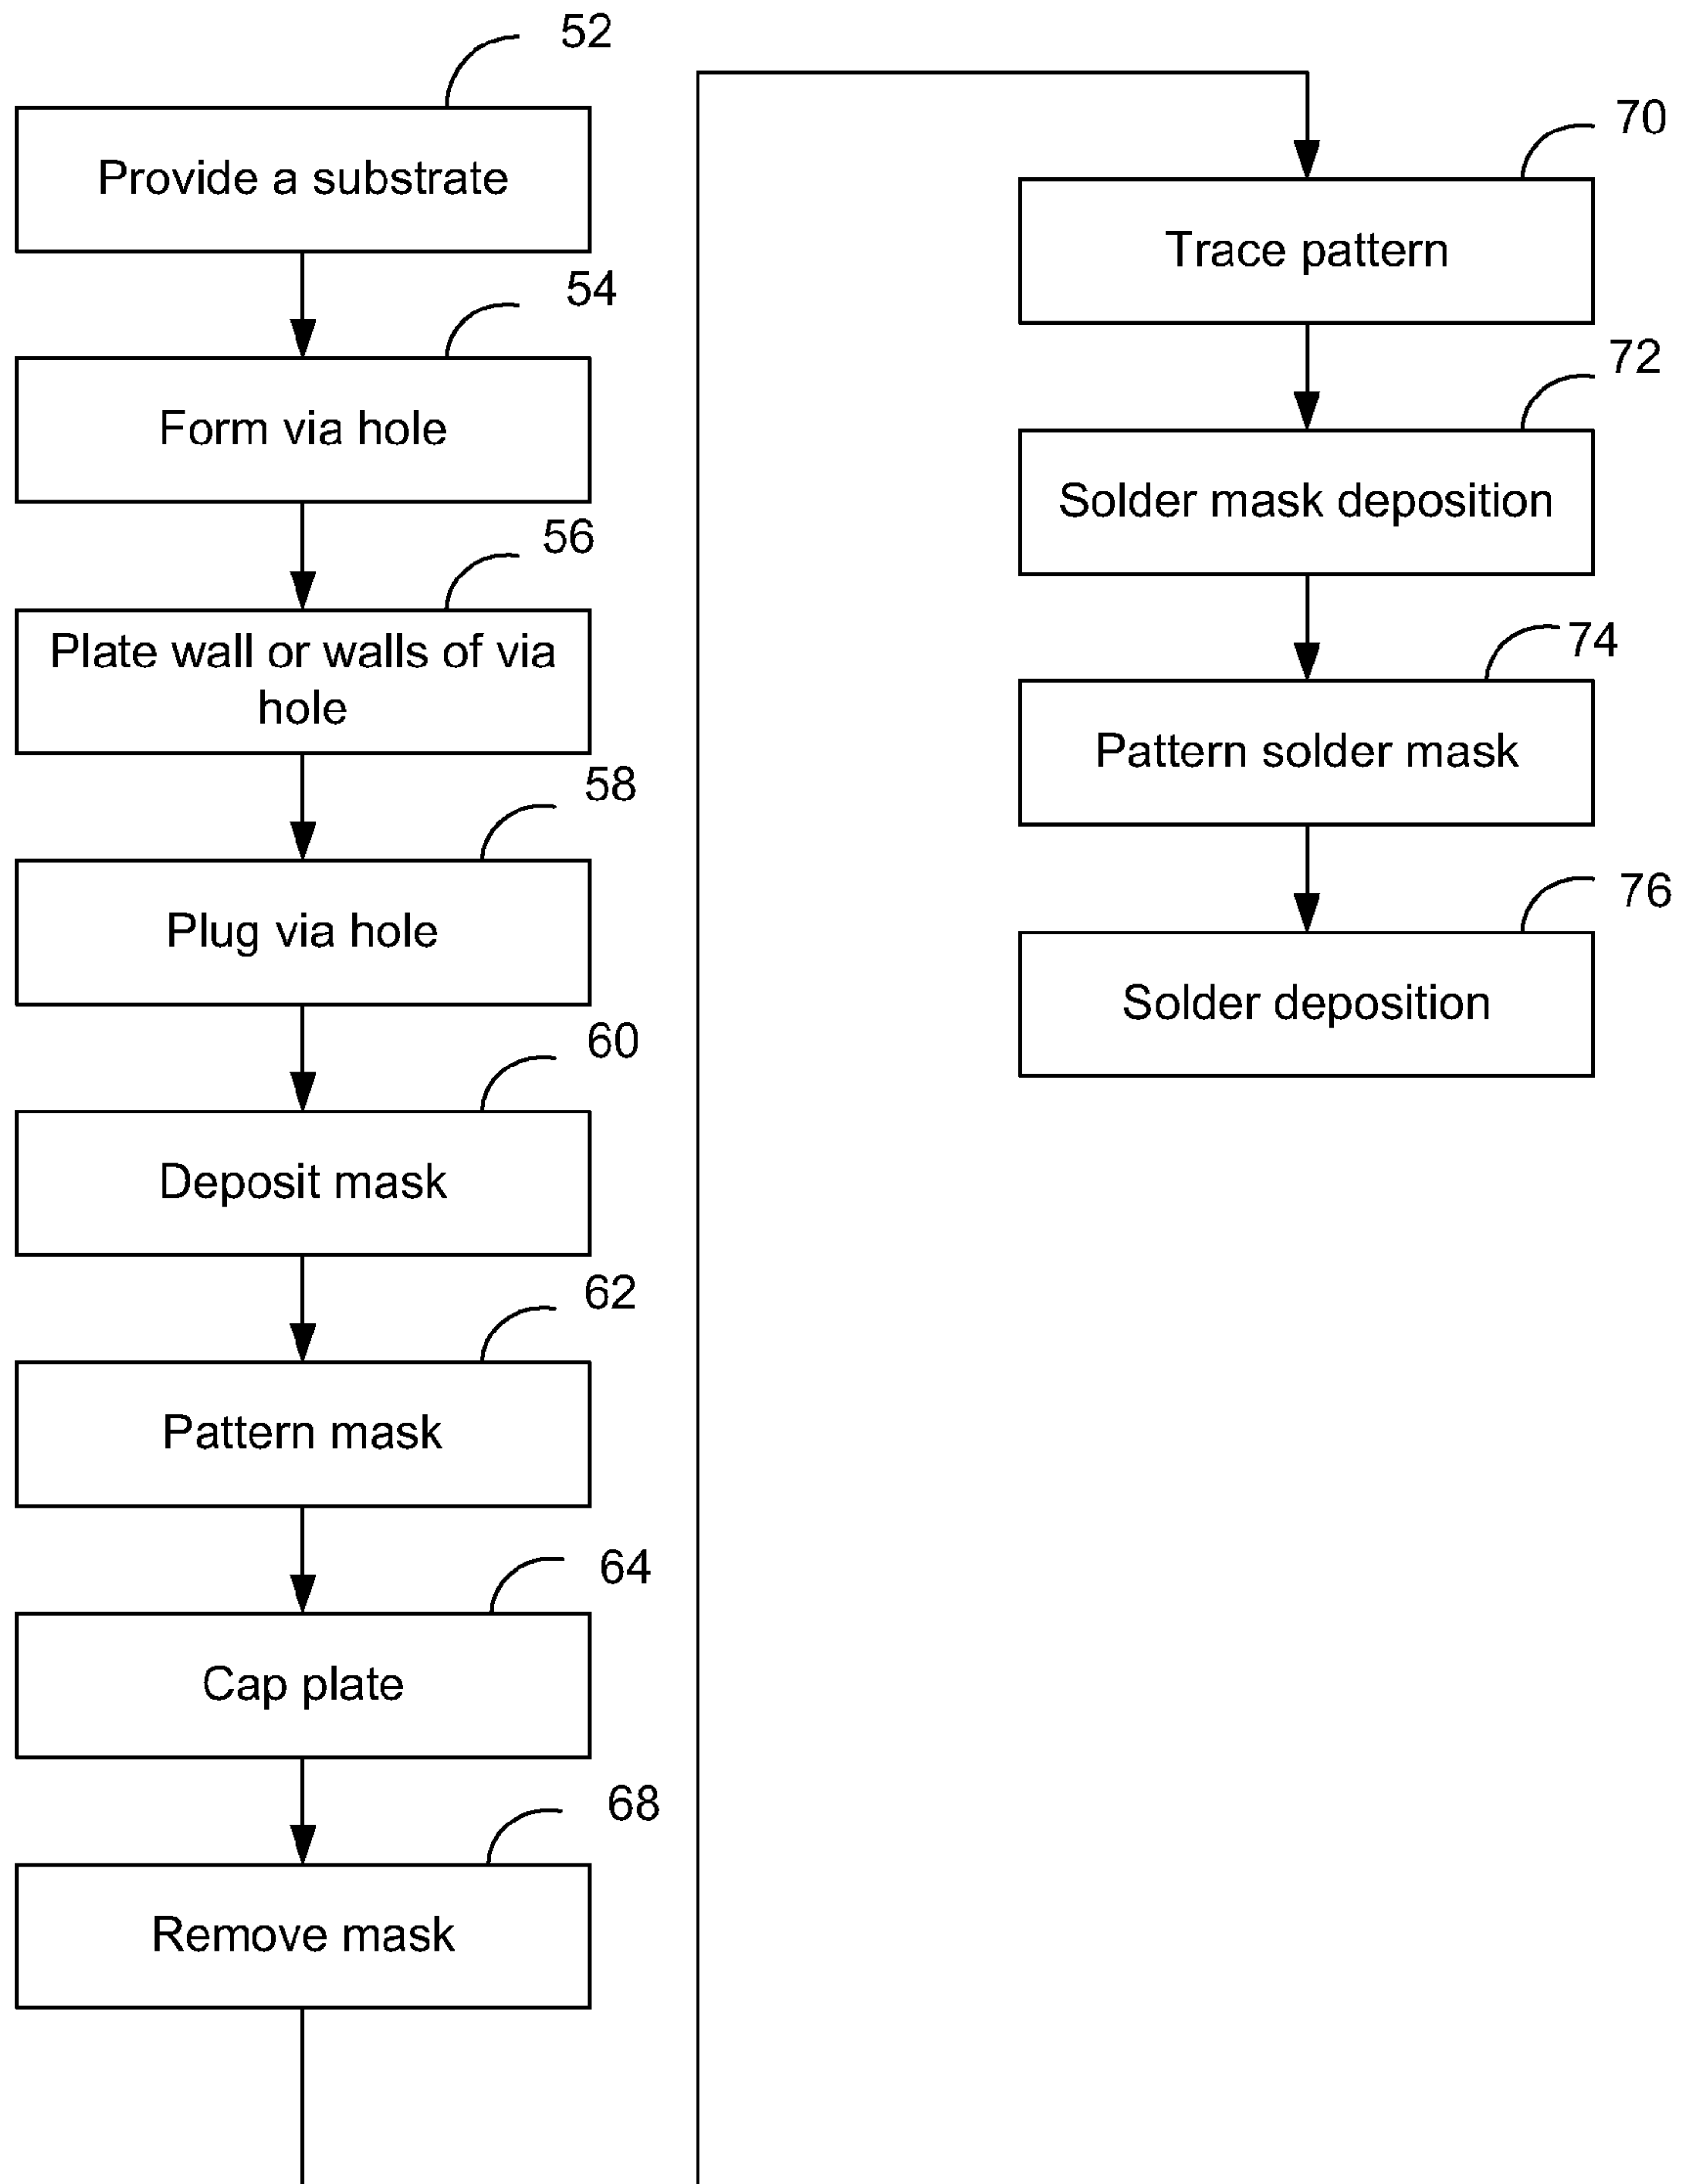 52
Provide a substrate
54
Form via hole
56
Plate wall or walls of via
hole
58
Plug via hole
60
Deposit mask
62
Pattern mask
64
Cap plate
68
Remove mask
70
Trace pattern
72
Solder mask deposition
74
Pattern solder mask
76
Solder deposition